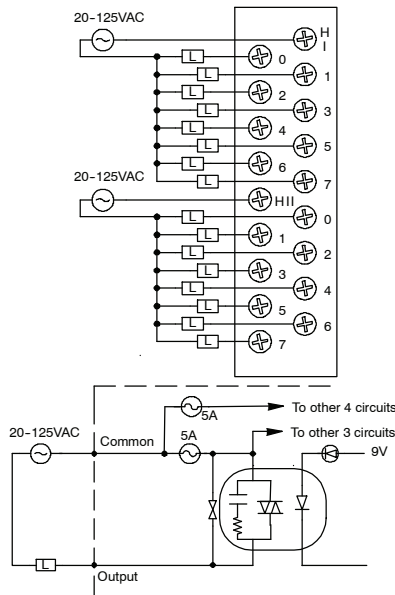 20-125VAC
H
I
L 0
L 1
L 2
L 3
L 4
L 5
L 6
L 7
20-125VAC
HII
L 0
L 1
L 2
L 3
L 4
L 5
L 6
L 7
To other 4 circuits
5A
To other 3 circuits
20-125VAC
Common
5A
9V
L
Output